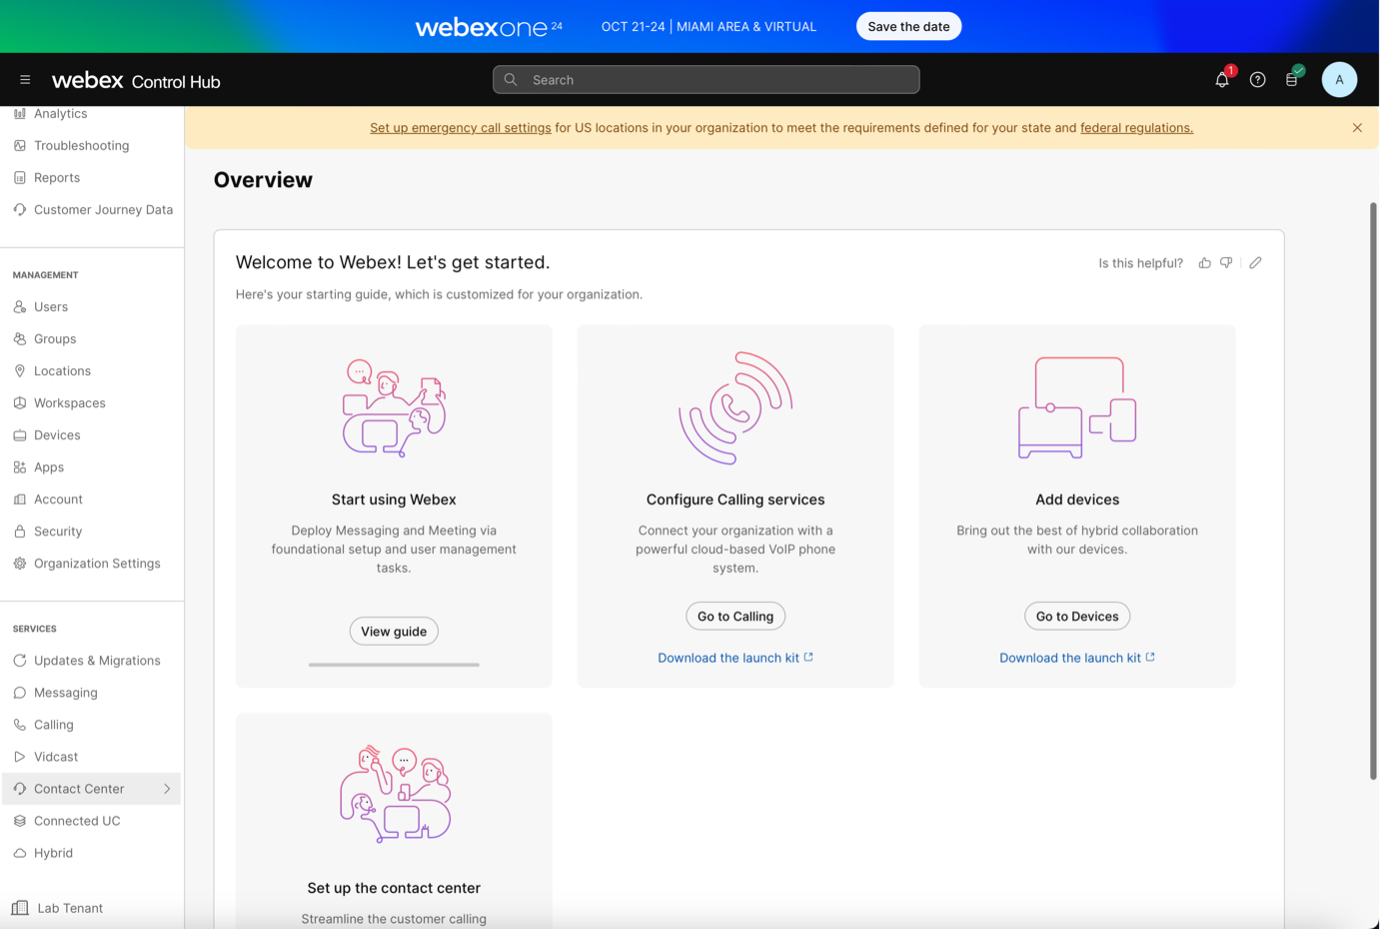 webexone 24
OCT 21-24 | MIAMI AREA & VIRTUAL
Save the date
webex Control Hub
Search
1
A
Analytics
Troubleshooting
Reports
Customer Journey Data
MANAGEMENT
Users
Groups
Locations
Workspaces
Devices
Apps
Account
Security
Organization Settings
SERVICES
Updates & Migrations
Messaging
Calling
Vidcast
Contact Center
Connected UC
Hybrid
Lab Tenant
Set up emergency call settings for US locations in your organization to meet the requirements defined for your state and federal regulations.
Overview
Welcome to Webex! Let's get started.
Is this helpful?
Here's your starting guide, which is customized for your organization.
Start using Webex
Deploy Messaging and Meeting via
foundational setup and user management
tasks.
View guide
Configure Calling services
Connect your organization with a
powerful cloud-based VoIP phone
system.
Go to Calling
Download the launch kit
Add devices
Bring out the best of hybrid collaboration
with our devices.
Go to Devices
Download the launch kit
Set up the contact center
Streamline the customer calling